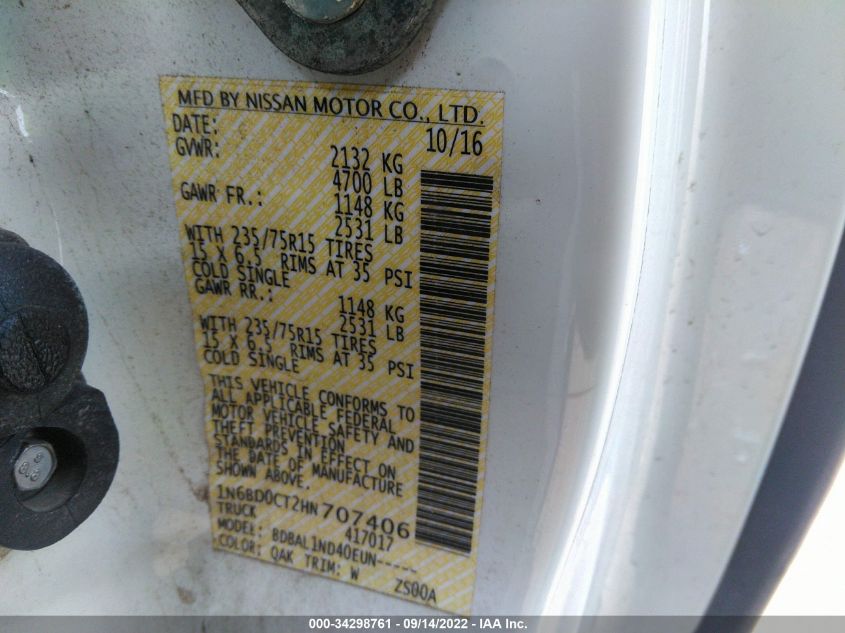 MFD BY NISSAN MOTOR CO., LTD.
DATE: 10/16
GVWR: 2132 KG
4700 LB
GAWR FR.: 1148 KG
2531 LB
WITH 235/75R15 TIRES
15 X 6.5 RIMS AT 35 PSI
COLD SINGLE
GAWR RR.: 1148 KG
2531 LB
WITH 235/75R15 TIRES
15 X 6.5 RIMS AT 35 PSI
COLD SINGLE
THIS VEHICLE CONFORMS TO
ALL APPLICABLE FEDERAL
MOTOR VEHICLE SAFETY AND
THEFT PREVENTION
STANDARDS IN EFFECT ON
THE DATE OF MANUFACTURE
SHOWN ABOVE.
1N6BD0CT2HN707406
TRUCK 417017
MODEL: BDBAL1ND40EUN-----
COLOR: QAK TRIM: W ZS00A
8.8
000-34298761 - 09/14/2022 - IAA Inc.